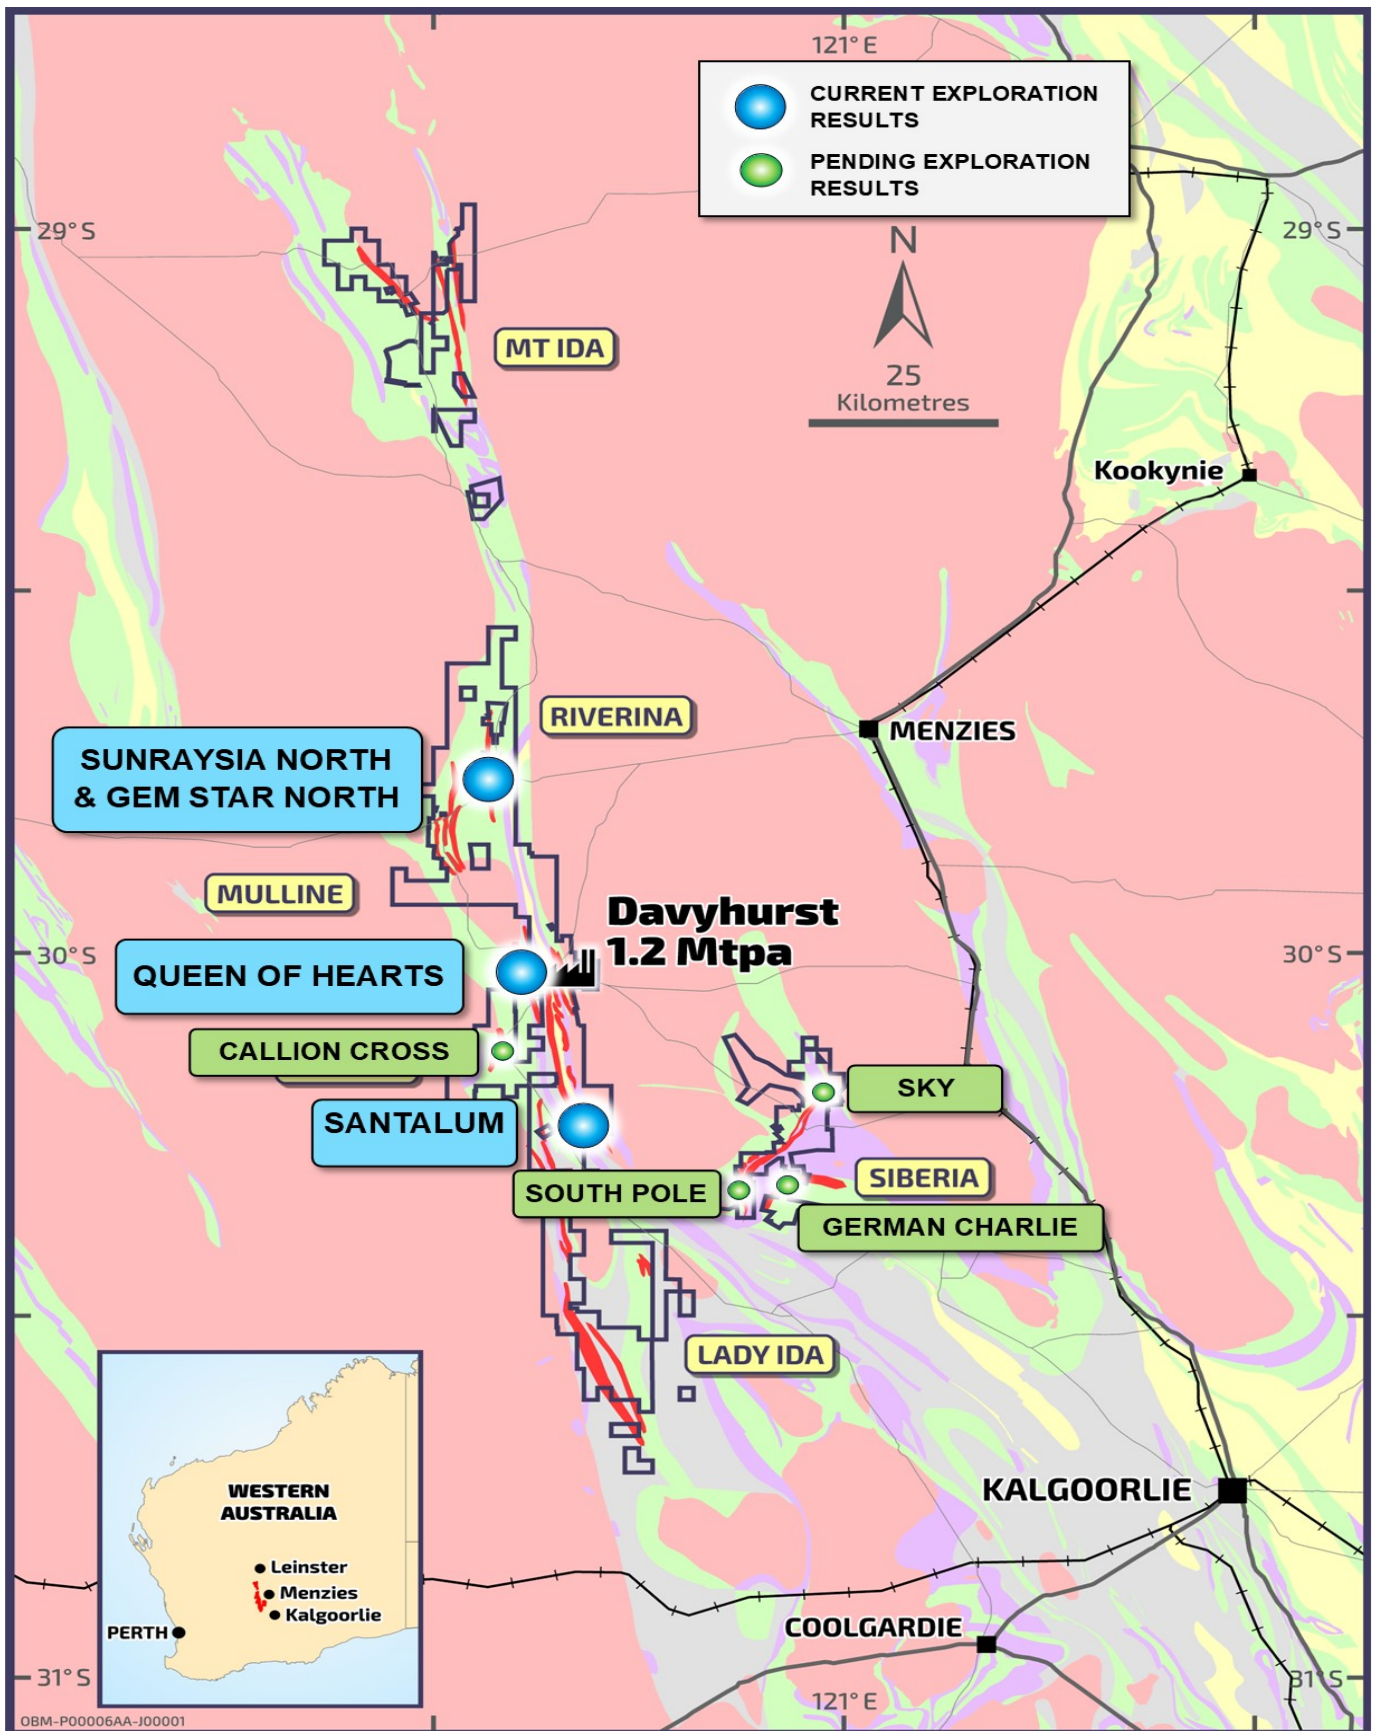 121° E
CURRENT EXPLORATION
RESULTS
PENDING EXPLORATION
RESULTS
29° S
29° S
N
25
Kilometres
MT IDA
Kookynie
RIVERINA
MENZIES
SUNRAYSIA NORTH
& GEM STAR NORTH
MULLINE
Davyhurst
1.2 Mtpa
30° S
30° S
QUEEN OF HEARTS
CALLION CROSS
SKY
SANTALUM
SIBERIA
SOUTH POLE
GERMAN CHARLIE
LADY IDA
WESTERN
AUSTRALIA
Leinster
Menzies
Kalgoorlie
PERTH
KALGOORLIE
COOLGARDIE
31° S
31° S
121° E
OBM-P00006AA-J00001